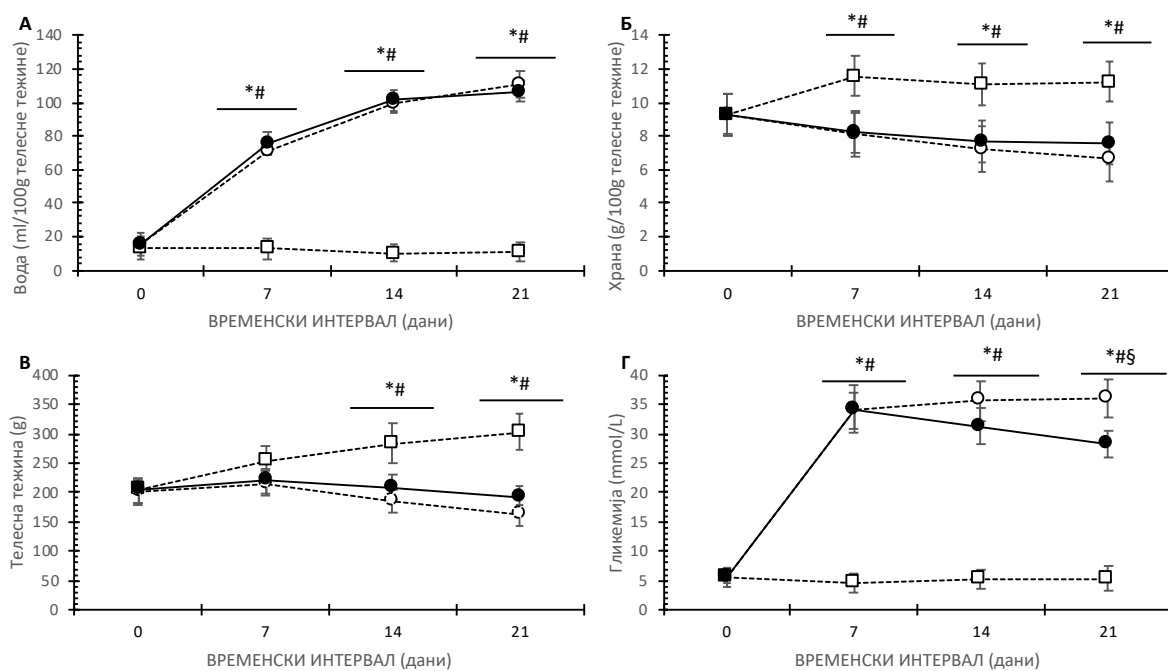 А
*#
*#
*#
Вода (ml/100g телесне тежине)
140
120
100
80
60
40
20
0
0 7 14 21
ВРЕМЕНСКИ ИНТЕРВАЛ (дани)
Б
*#
*#
*#
Храна (g/100g телесне тежине)
14
12
10
8
6
4
2
0
0 7 14 21
ВРЕМЕНСКИ ИНТЕРВАЛ (дани)
В
*#
*#
Телесна тежина (g)
400
350
300
250
200
150
100
50
0
0 7 14 21
ВРЕМЕНСКИ ИНТЕРВАЛ (дани)
Г
*#
*#
*#§
Гликемија (mmol/L)
40
35
30
25
20
15
10
5
0
0 7 14 21
ВРЕМЕНСКИ ИНТЕРВАЛ (дани)